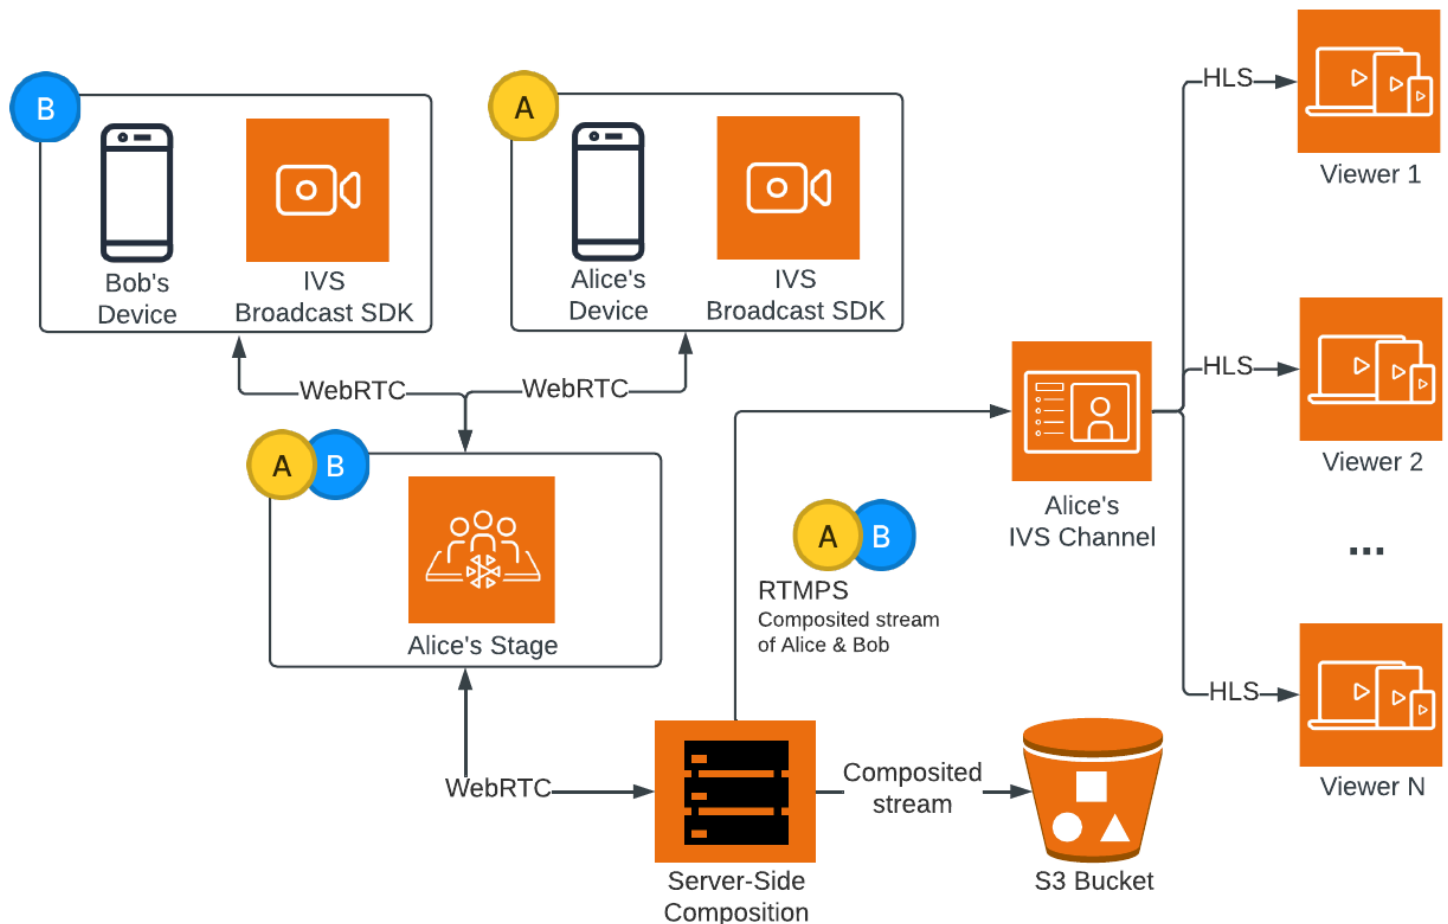 B
A
HLS
Viewer 1
Bob's
Device
IVS
Broadcast SDK
Alice's
Device
IVS
Broadcast SDK
WebRTC
WebRTC
HLS
Viewer 2
A
B
Alice's Stage
Alice's
IVS Channel
...
A
B
RTMPS
Composited stream
of Alice & Bob
HLS
Viewer N
WebRTC
Composited
stream
Server-Side
Composition
S3 Bucket